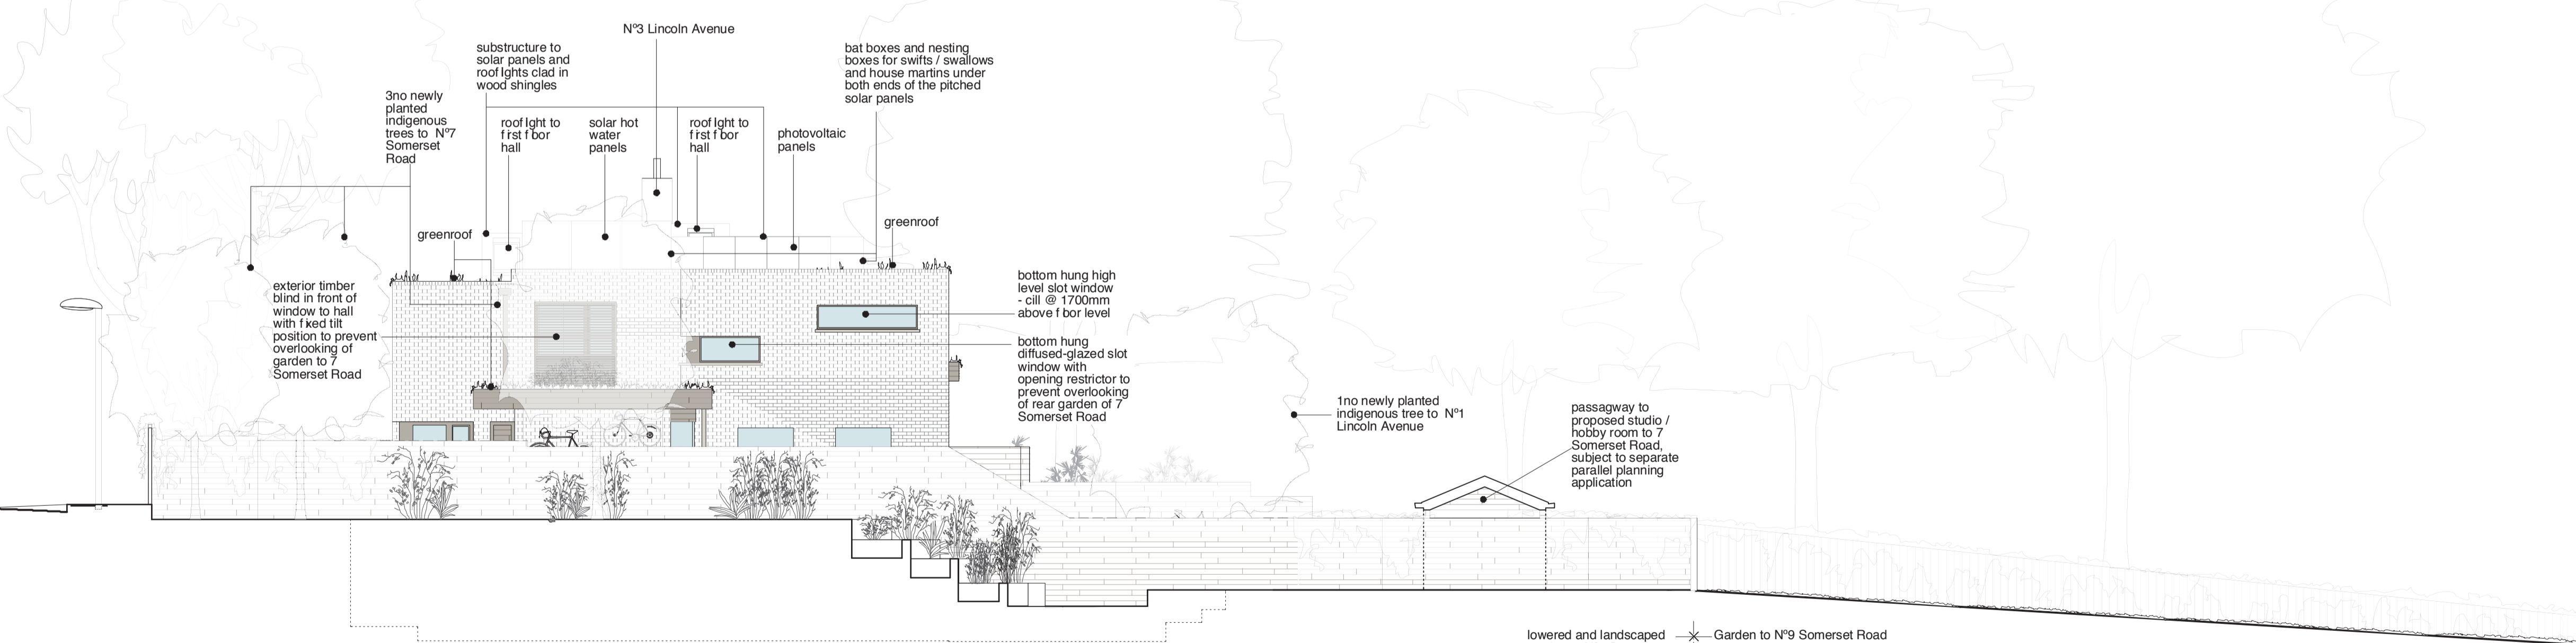 Nº3 Lincoln Avenue
substructure to
solar panels and
rooflights clad in
wood shingles
bat boxes and nesting
boxes for swifts / swallows
and house martins under
both ends of the pitched
solar panels
3no newly
planted
indigenous
trees to Nº7
Somerset
Road
rooflight to
first floor
hall
solar hot
water
panels
rooflight to
first floor
hall
photovoltaic
panels
greenroof
greenroof
exterior timber
blind in front of
window to hall
with fixed tilt
position to prevent
overlooking of
garden to 7
Somerset Road
bottom hung high
level slot window
- cill @ 1700mm
above floor level
bottom hung
diffused-glazed slot
window with
opening restrictor to
prevent overlooking
of rear garden of 7
Somerset Road
1no newly planted
indigenous tree to Nº1
Lincoln Avenue
passagway to
proposed studio /
hobby room to 7
Somerset Road,
subject to separate
parallel planning
application
lowered and landscaped
Garden to Nº9 Somerset Road